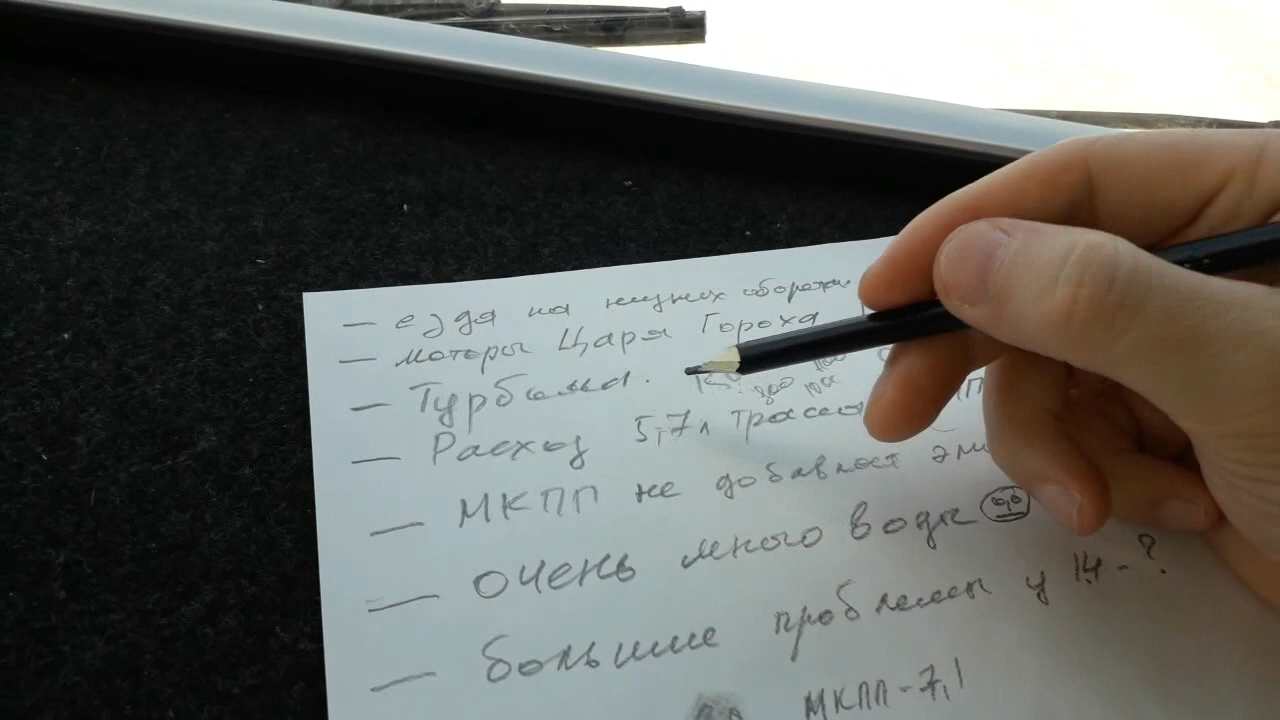 — езда на низких оборотах
— моторы Царя Гороха
— Турбина.
— Расход 5,7л трасса
— МКПП не добавляет
— очень много воды
— большие проблемы у 1.4 - ?
МКПП - 7,1